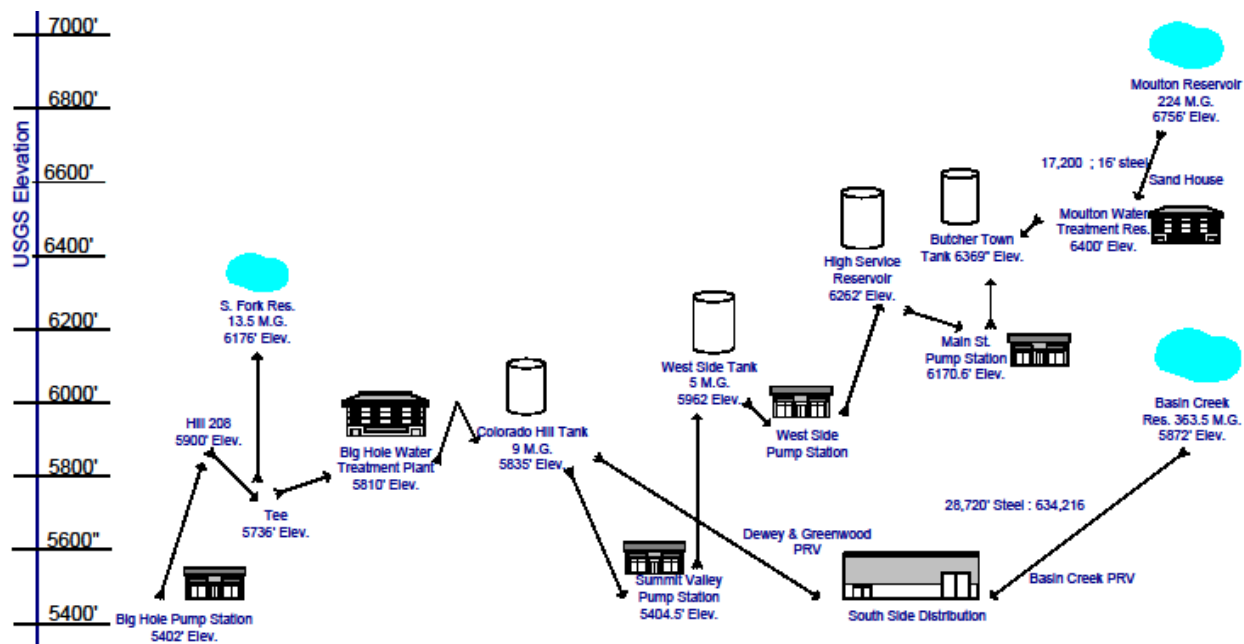 USGS Elevation
7000'
6800'
6600'
6400'
6200'
6000'
5800'
5600"
5400'
Big Hole Pump Station
5402' Elev.
Hill 208
5900' Elev.
S. Fork Res.
13.5 M.G.
6176' Elev.
Tee
5736' Elev.
Big Hole Water
Treatment Plant
5810' Elev.
Colorado Hill Tank
9 M.G.
5835' Elev.
Summit Valley
Pump Station
5404.5' Elev.
West Side Tank
5 M.G.
5962 Elev.
West Side
Pump Station
Dewey & Greenwood
PRV
High Service
Reservoir
6262' Elev.
Butcher Town
Tank 6369" Elev.
Main St.
Pump Station
6170.6' Elev.
Moulton Reservoir
224 M.G.
6756' Elev.
17,200 ; 16' steel
Sand House
Moulton Water
Treatment Res.
6400' Elev.
Basin Creek
Res. 363.5 M.G.
5872' Elev.
28,720' Steel : 634,216
Basin Creek PRV
South Side Distribution